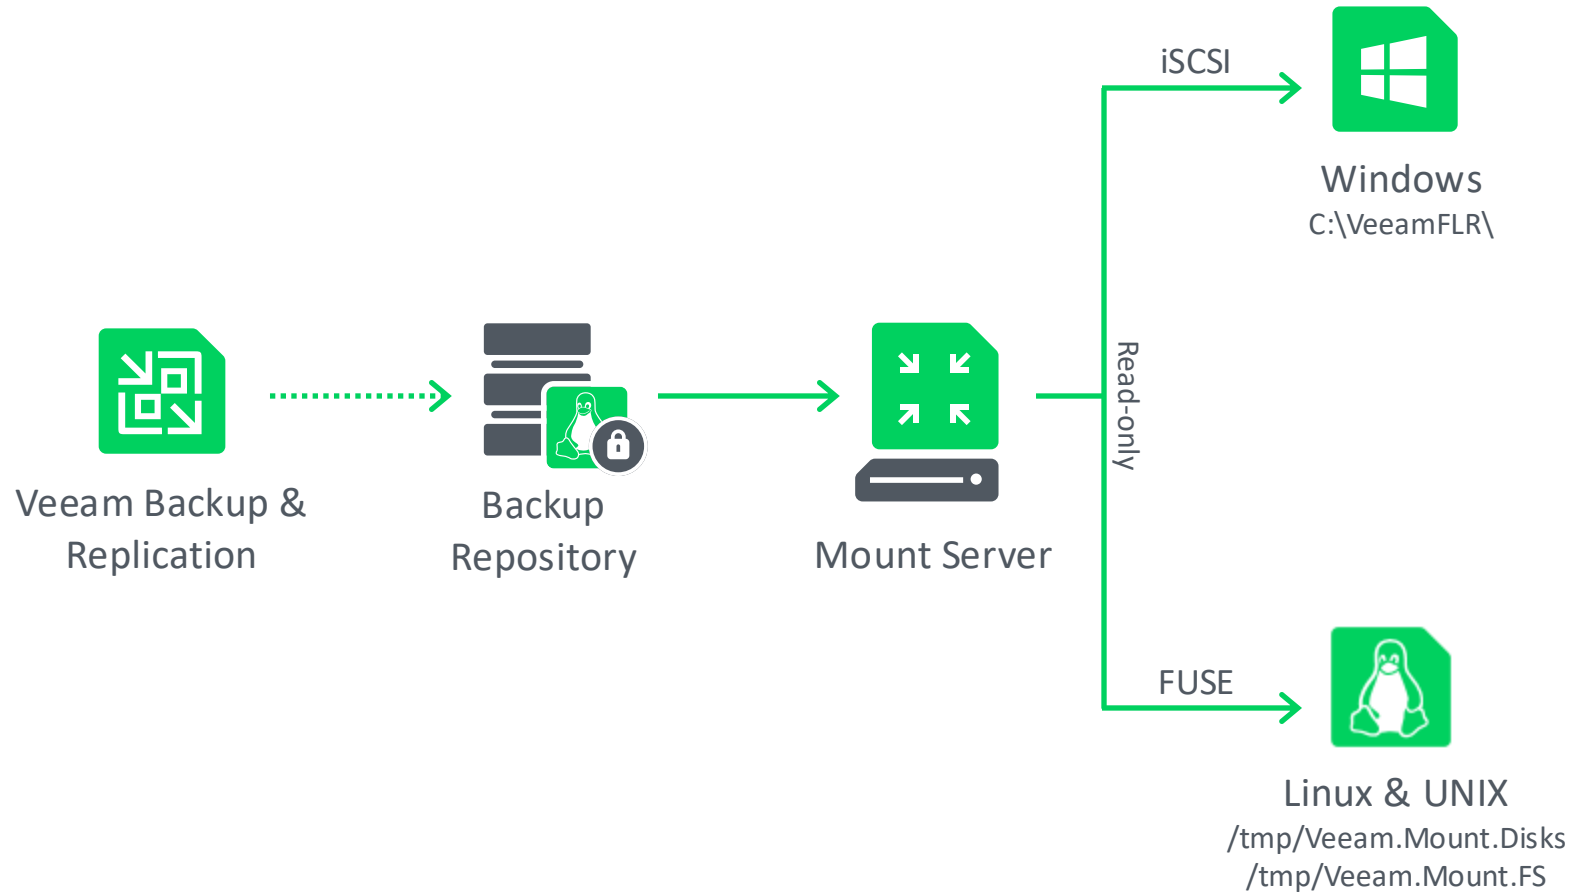 iSCSI
Windows
C:\VeeamFLR\
Read-only
Veeam Backup &
Replication
Backup
Repository
Mount Server
FUSE
Linux & UNIX
/tmp/Veeam.Mount.Disks
/tmp/Veeam.Mount.FS